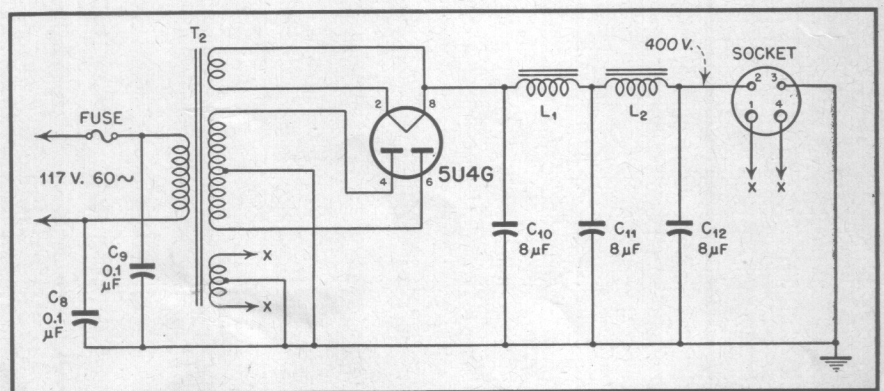 T2
FUSE
117 V. 60~
C9
0.1
µF
C8
0.1
µF
X
X
2
8
4
6
5U4G
L1
L2
C10
8µF
C11
8µF
C12
8µF
400 V.
SOCKET
2
3
1
4
X
X